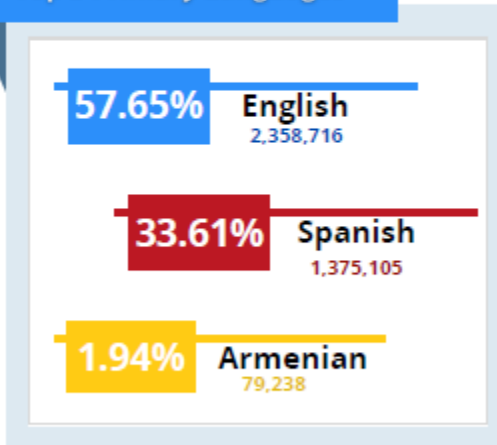 57.65%
English
2,358,716
33.61%
Spanish
1,375,105
1.94%
Armenian
79,238